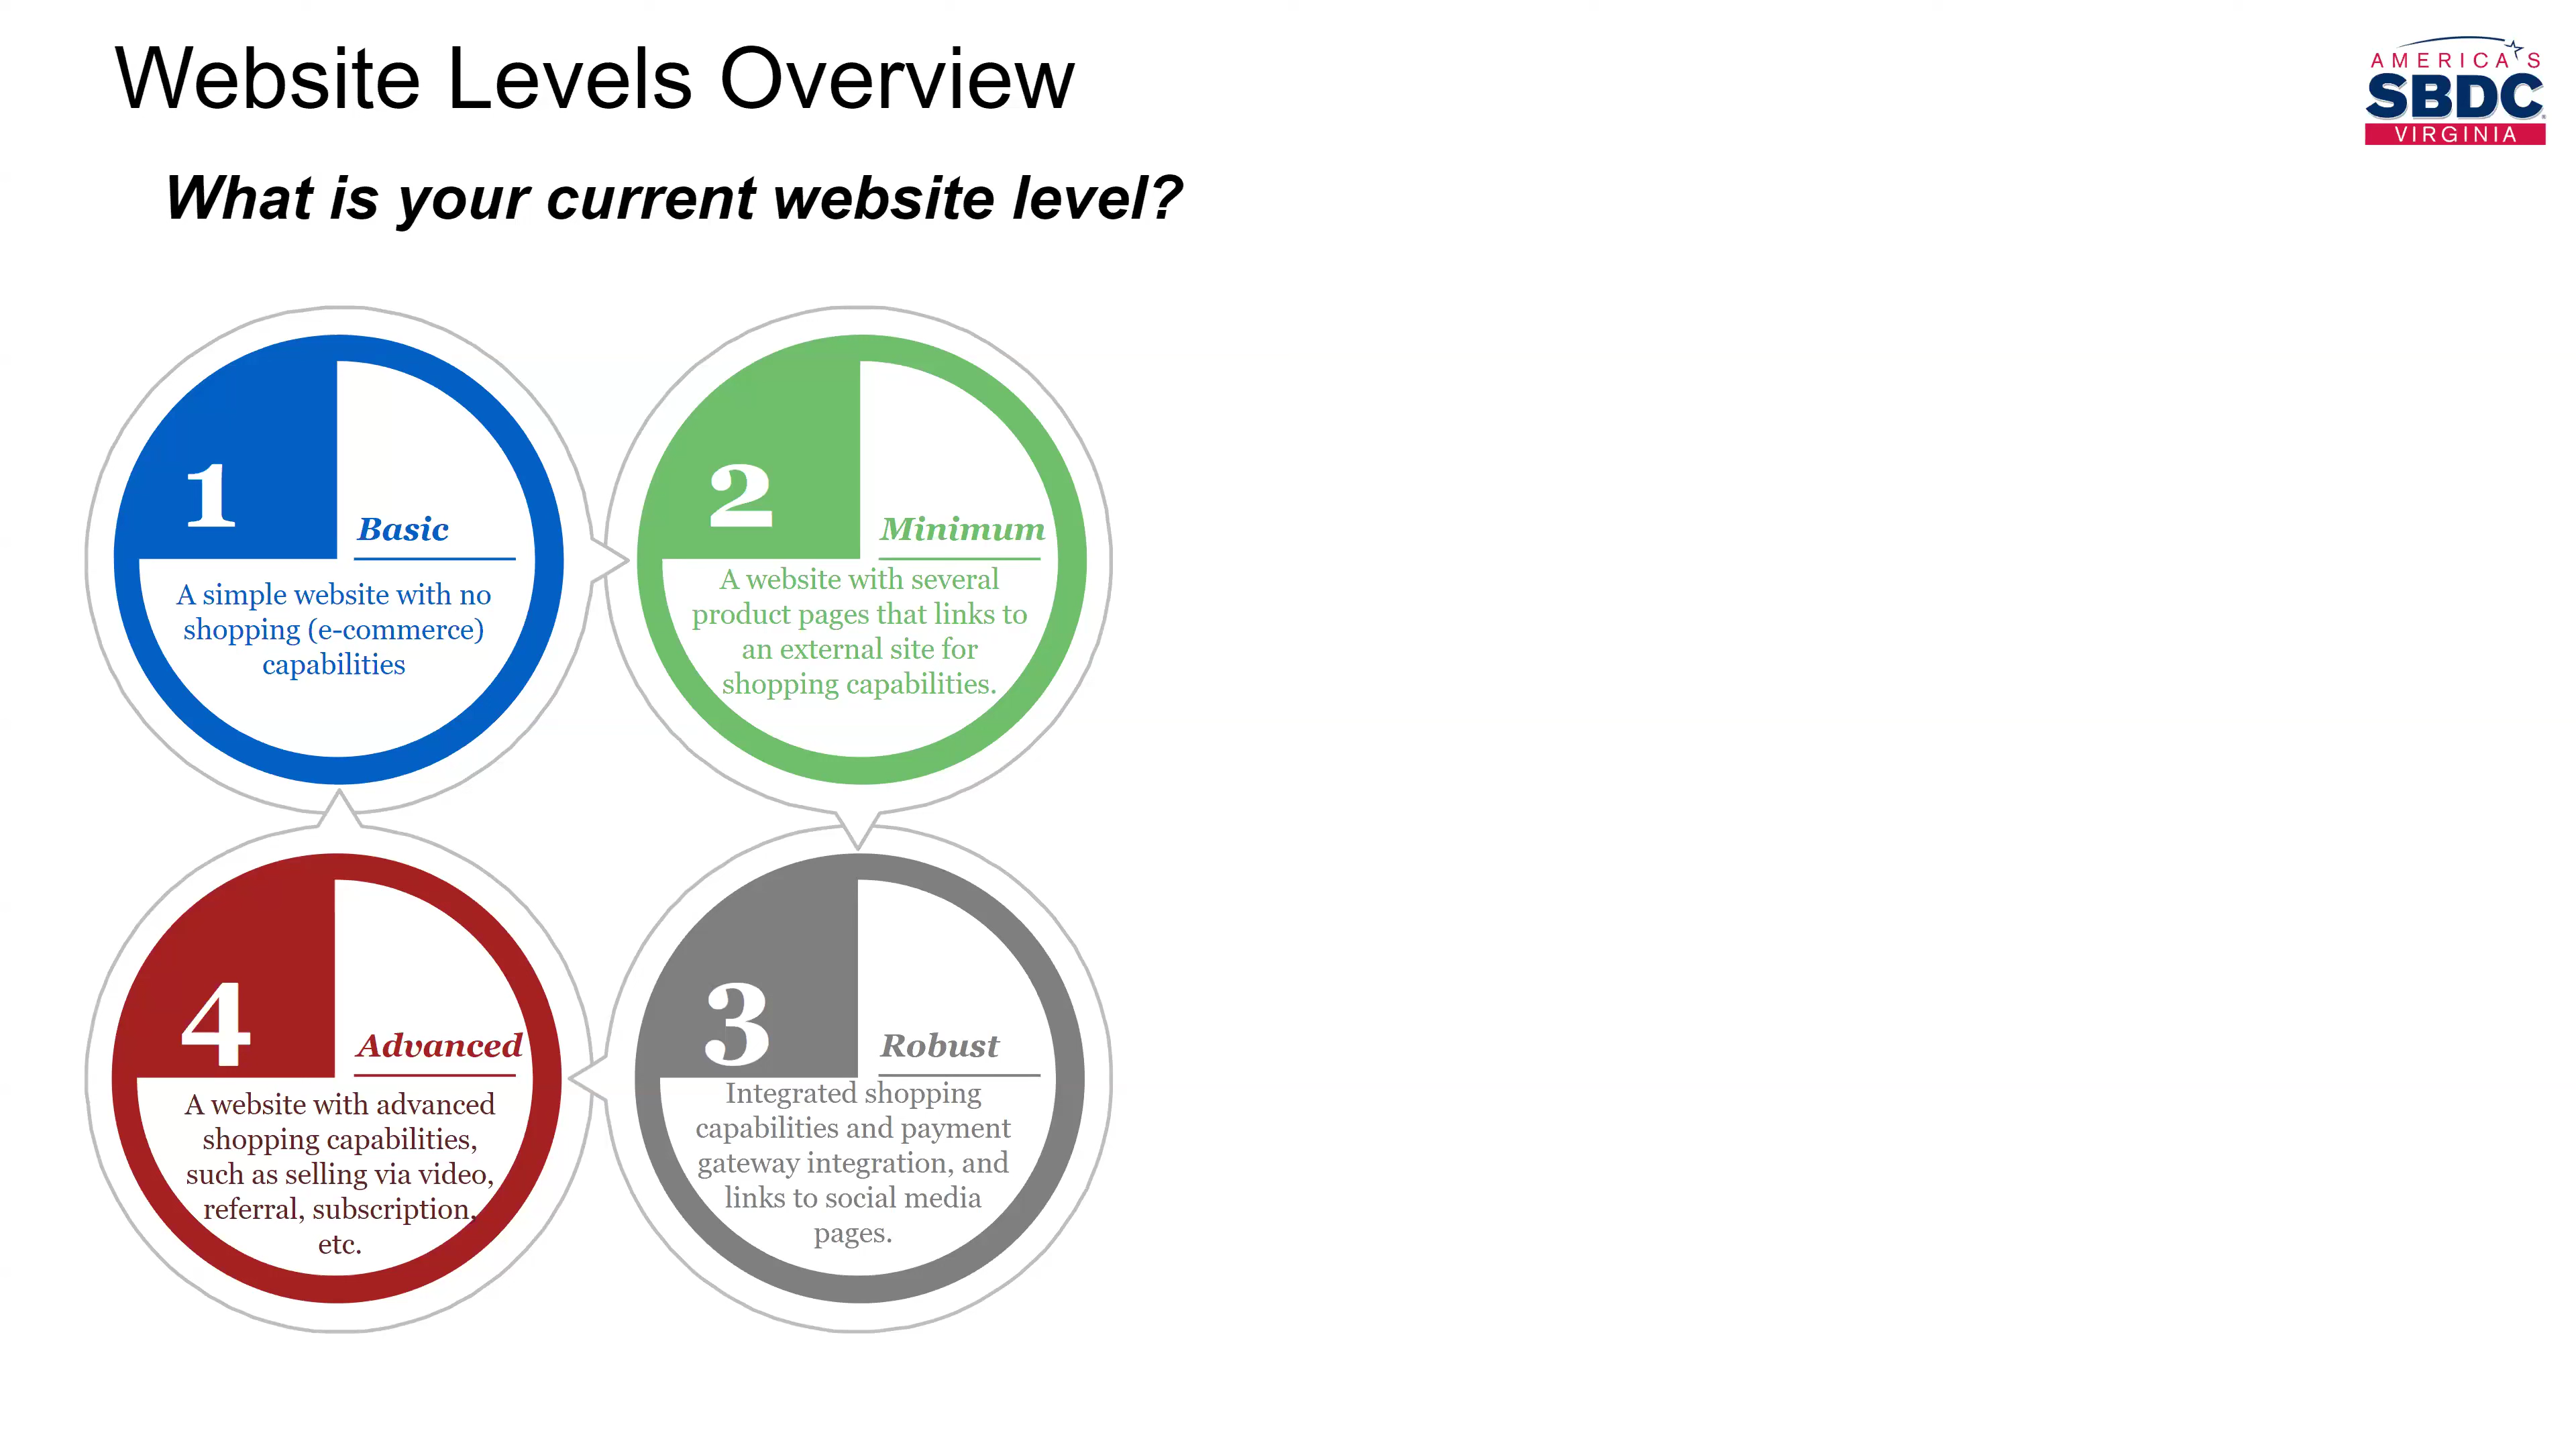 Website Levels Overview
What is your current website level?
AMERICA'S
SBDC
VIRGINIA
1
Basic
A simple website with no
shopping (e-commerce)
capabilities
2
Minimum
A website with several
product pages that links to
an external site for
shopping capabilities.
4
Advanced
A website with advanced
shopping capabilities,
such as selling via video,
referral, subscription,
etc.
3
Robust
Integrated shopping
capabilities and payment
gateway integration, and
links to social media
pages.